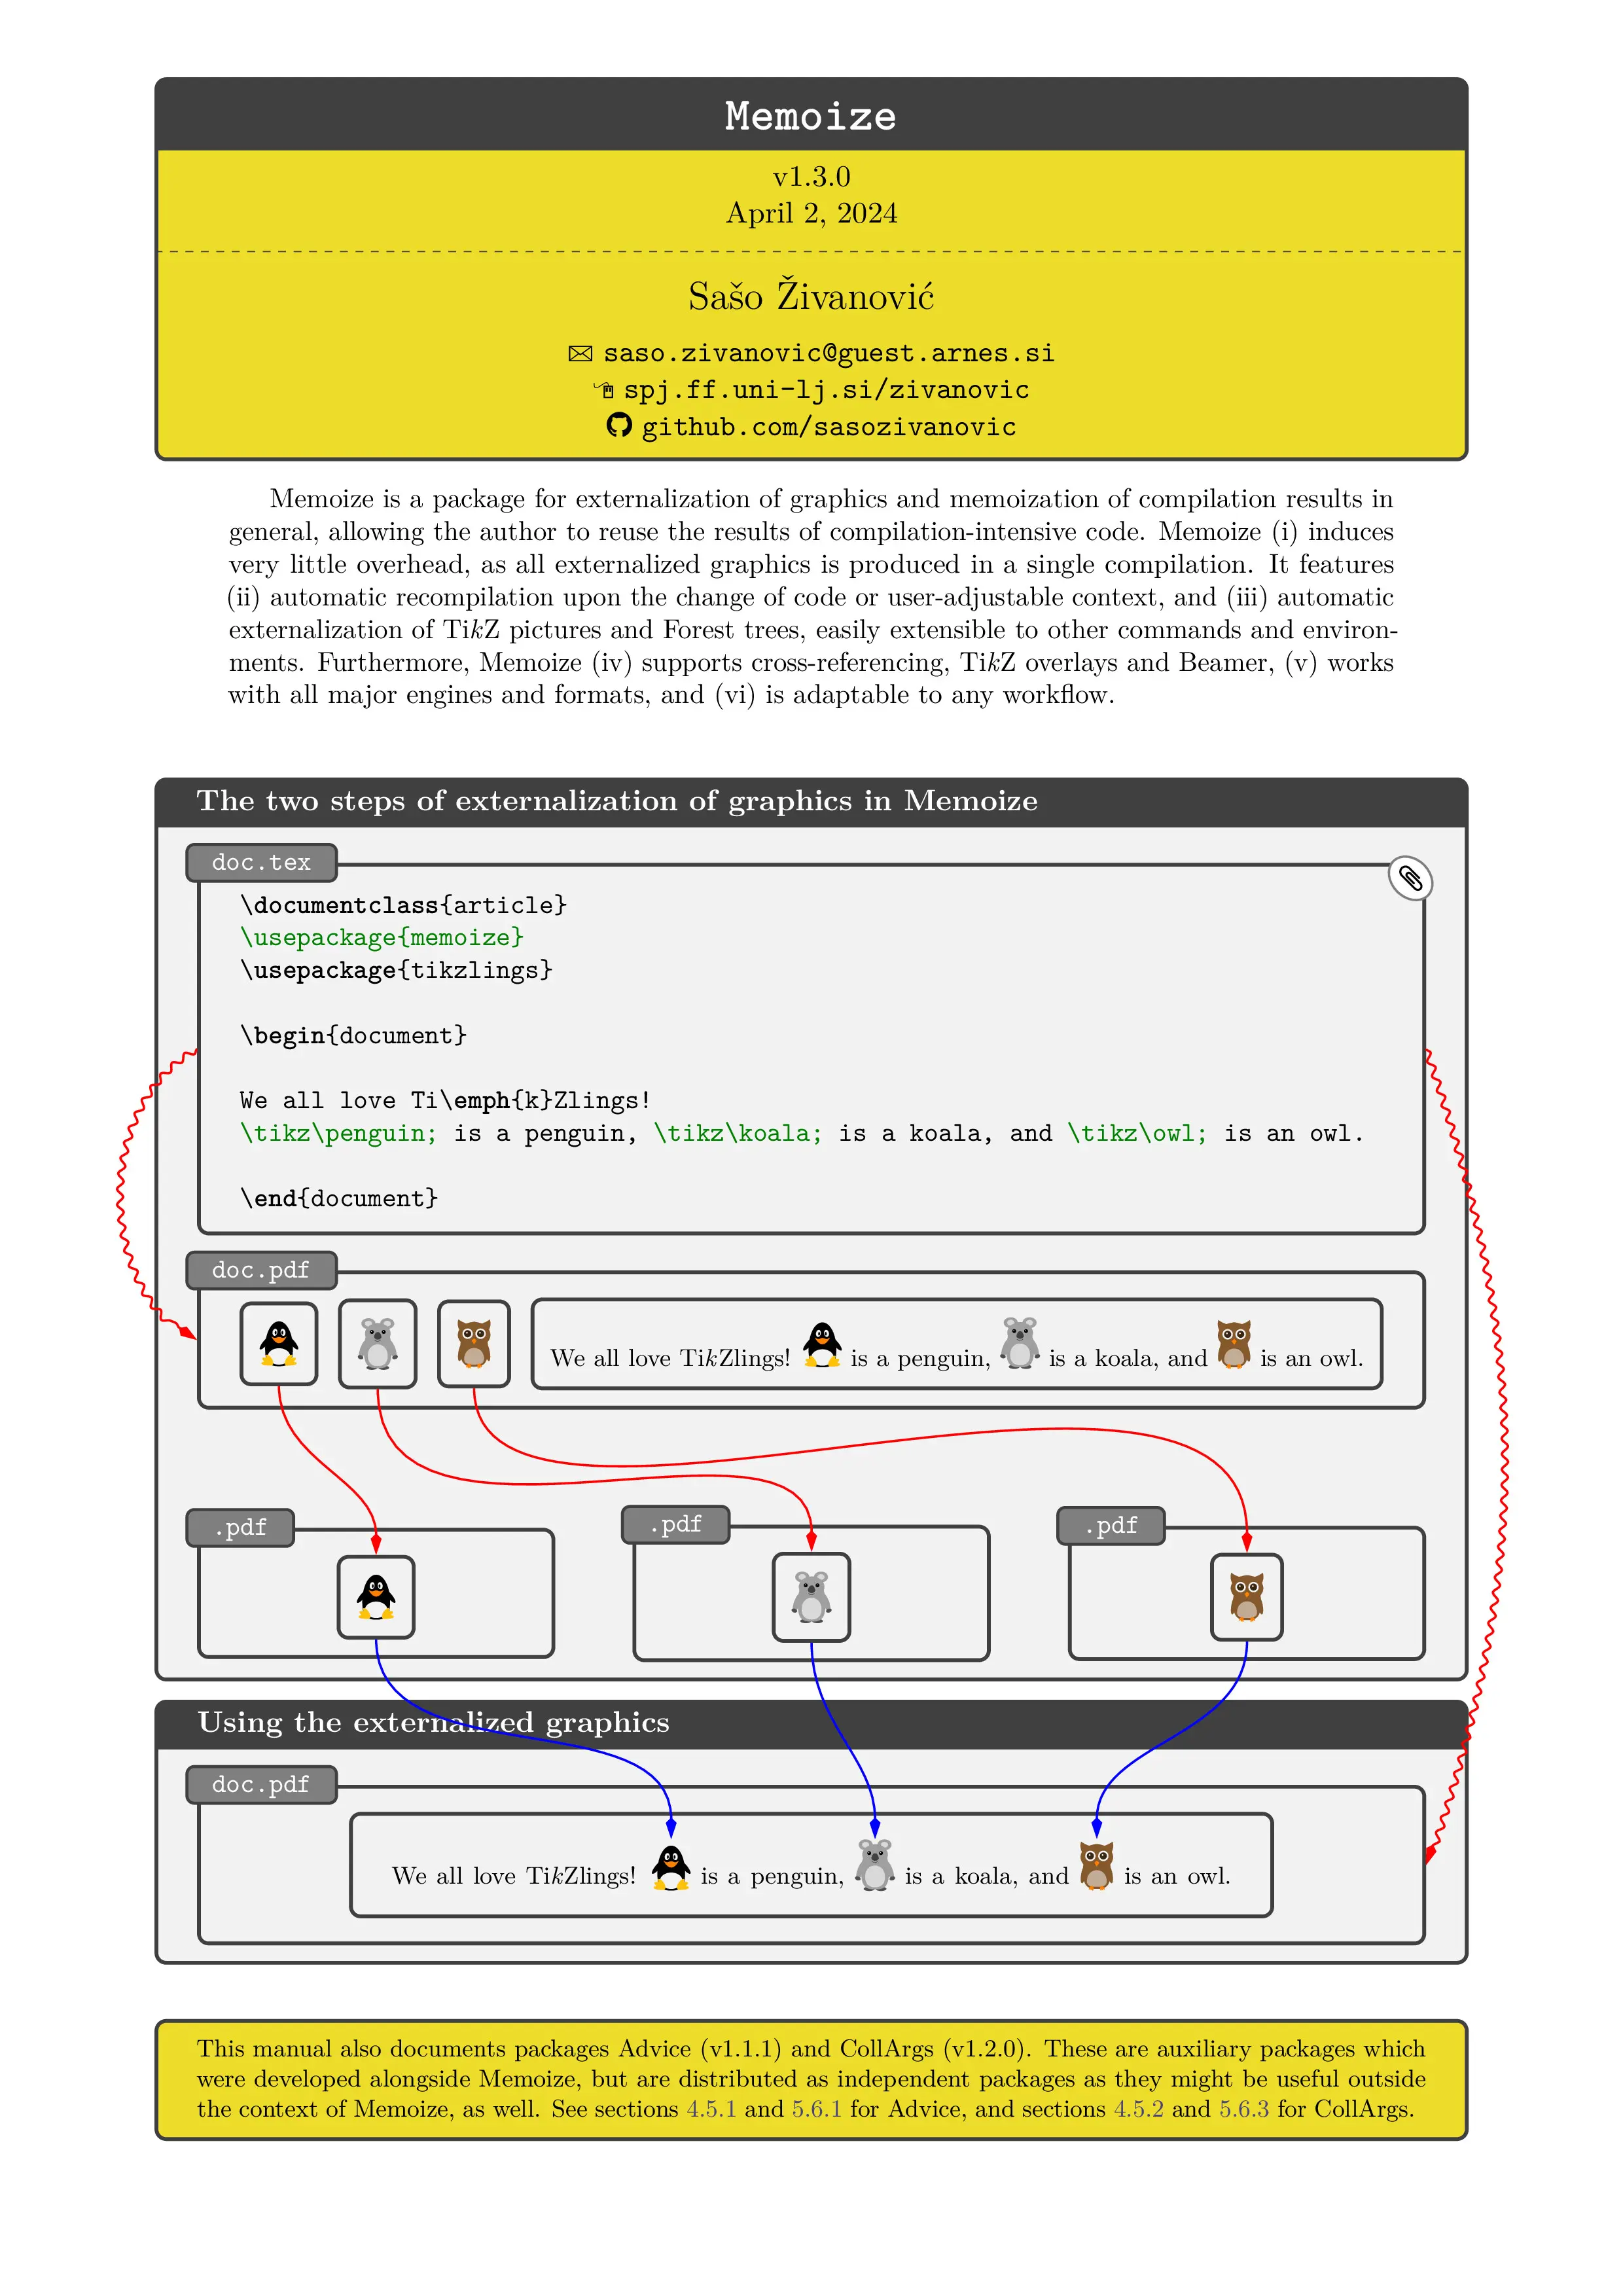 Memoize
v1.3.0
April 2, 2024
Sašo Živanović
saso.zivanovic@guest.arnes.si
spj.ff.uni-lj.si/zivanovic
github.com/sasozivanovic
Memoize is a package for externalization of graphics and memoization of compilation results in
general, allowing the author to reuse the results of compilation-intensive code. Memoize (i) induces
very little overhead, as all externalized graphics is produced in a single compilation. It features
(ii) automatic recompilation upon the change of code or user-adjustable context, and (iii) automatic
externalization of TikZ pictures and Forest trees, easily extensible to other commands and environ-
ments. Furthermore, Memoize (iv) supports cross-referencing, TikZ overlays and Beamer, (v) works
with all major engines and formats, and (vi) is adaptable to any workflow.
The two steps of externalization of graphics in Memoize
doc.tex
\documentclass{article}
\usepackage{memoize}
\usepackage{tikzlings}
\begin{document}
We all love Ti\emph{k}Zlings!
\tikz\penguin; is a penguin, \tikz\koala; is a koala, and \tikz\owl; is an owl.
\end{document}
doc.pdf
We all love TikZlings! is a penguin, is a koala, and is an owl.
.pdf
.pdf
.pdf
Using the externalized graphics
doc.pdf
We all love TikZlings! is a penguin, is a koala, and is an owl.
This manual also documents packages Advice (v1.1.1) and CollArgs (v1.2.0). These are auxiliary packages which
were developed alongside Memoize, but are distributed as independent packages as they might be useful outside
the context of Memoize, as well. See sections 4.5.1 and 5.6.1 for Advice, and sections 4.5.2 and 5.6.3 for CollArgs.